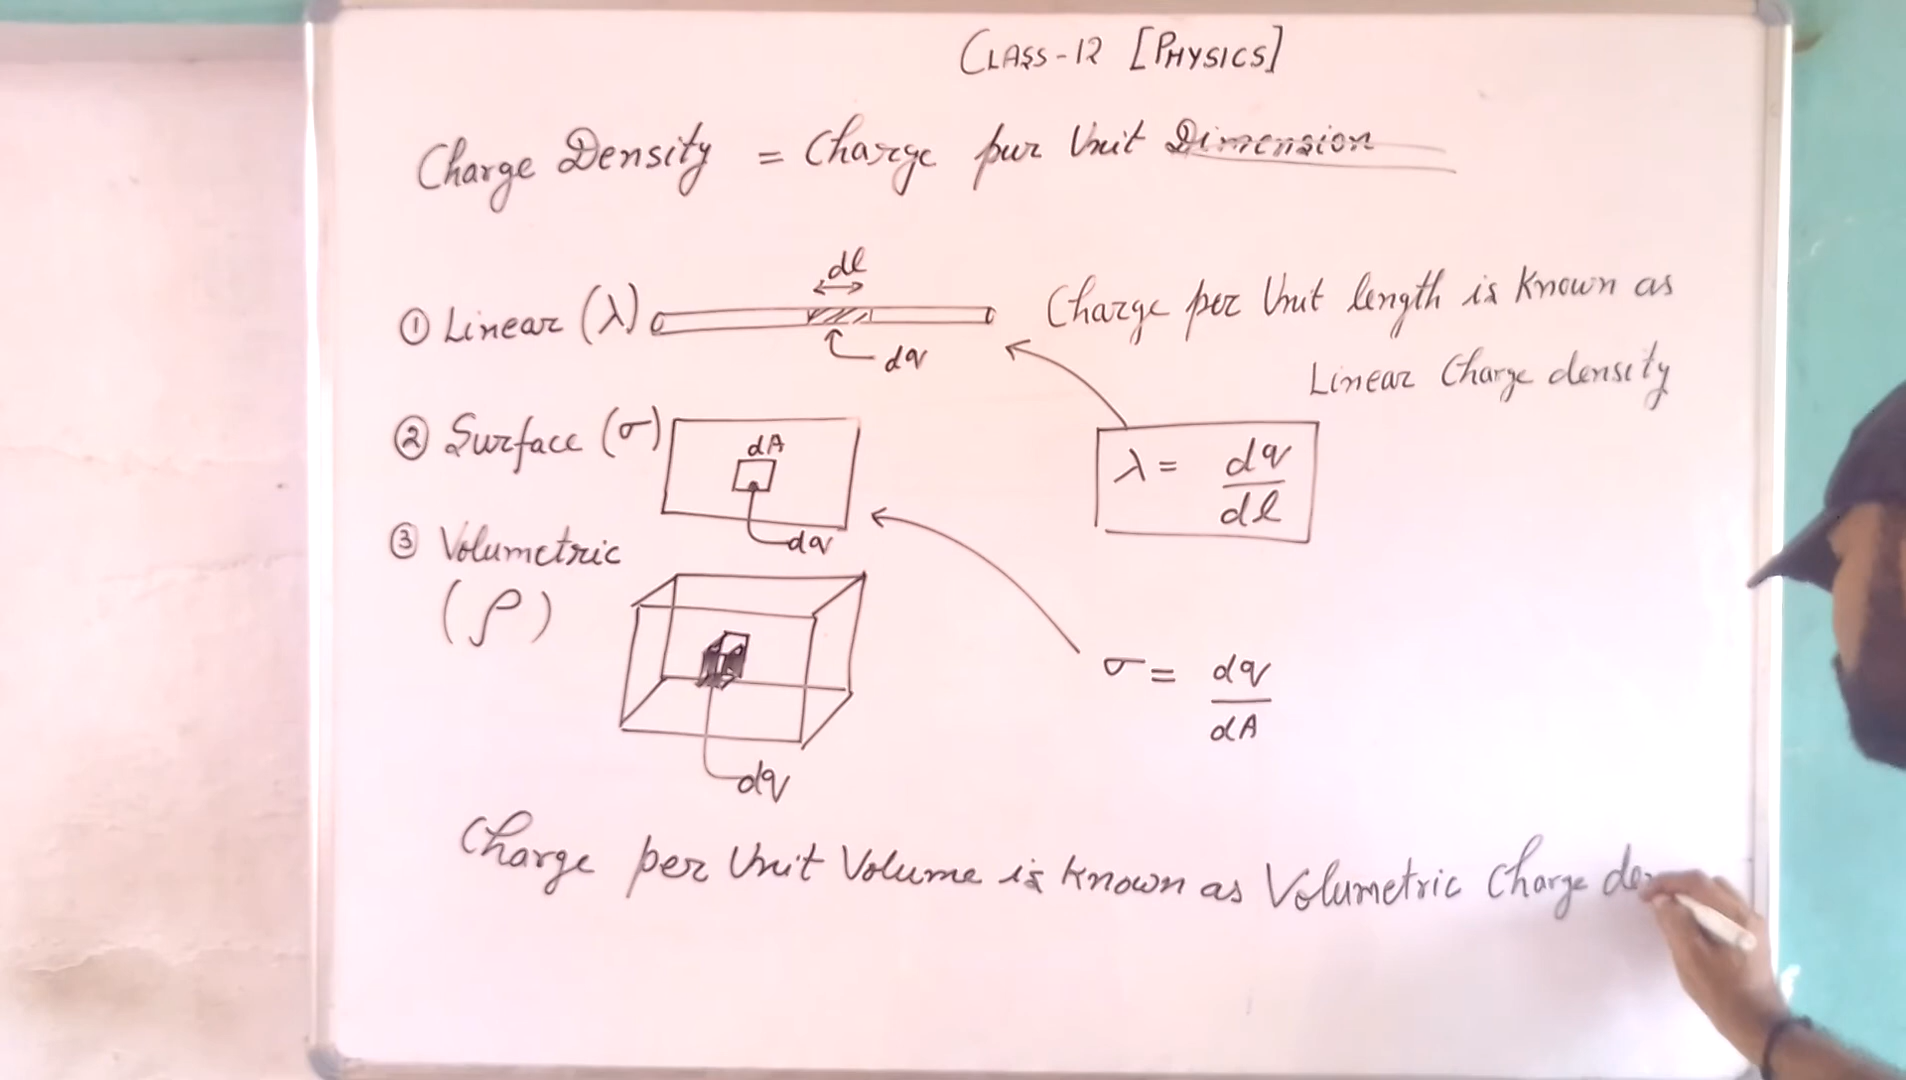 CLASS-12 [PHYSICS]
Charge Density = Charge pur Unit Dimension
dl
① Linear (λ)
dq
Charge per Unit length is Known as
Linear Charge density
② Surface (σ)
dA
dq
λ = dq/dl
③ Volumetric
(ρ)
σ = dq/dA
dq
Charge per Unit Volume is Known as Volumetric Charge de